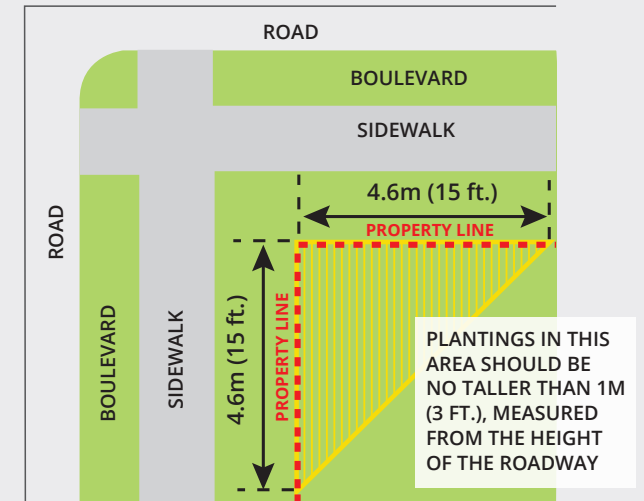 ROAD
BOULEVARD
SIDEWALK
4.6m (15 ft.)
PROPERTY LINE
ROAD
BOULEVARD
SIDEWALK
4.6m (15 ft.)
PROPERTY LINE
PLANTINGS IN THIS
AREA SHOULD BE
NO TALLER THAN 1M
(3 FT.), MEASURED
FROM THE HEIGHT
OF THE ROADWAY